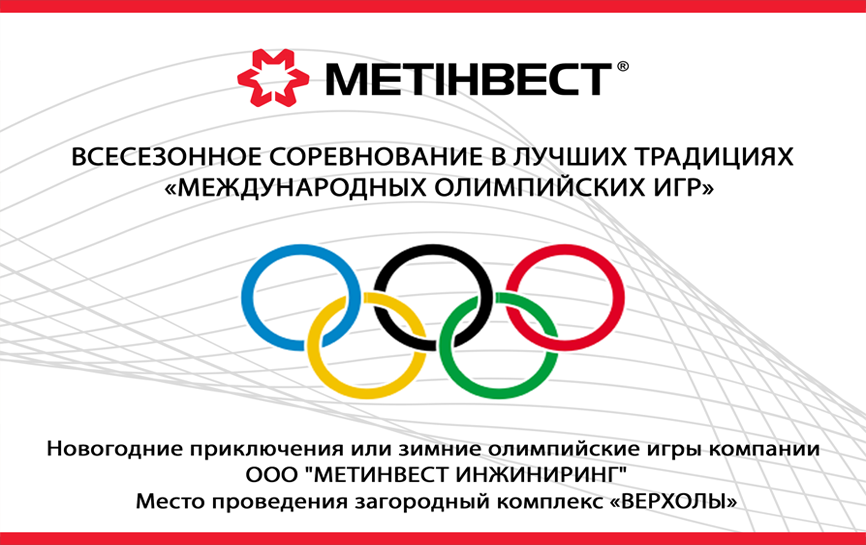 МЕТІНВЕСТ®
ВСЕСЕЗОННОЕ СОРЕВНОВАНИЕ В ЛУЧШИХ ТРАДИЦИЯХ
«МЕЖДУНАРОДНЫХ ОЛИМПИЙСКИХ ИГР»
Новогодние приключения или зимние олимпийские игры компании
ООО "МЕТИНВЕСТ ИНЖИНИРИНГ"
Место проведения загородный комплекс «ВЕРХОЛЫ»